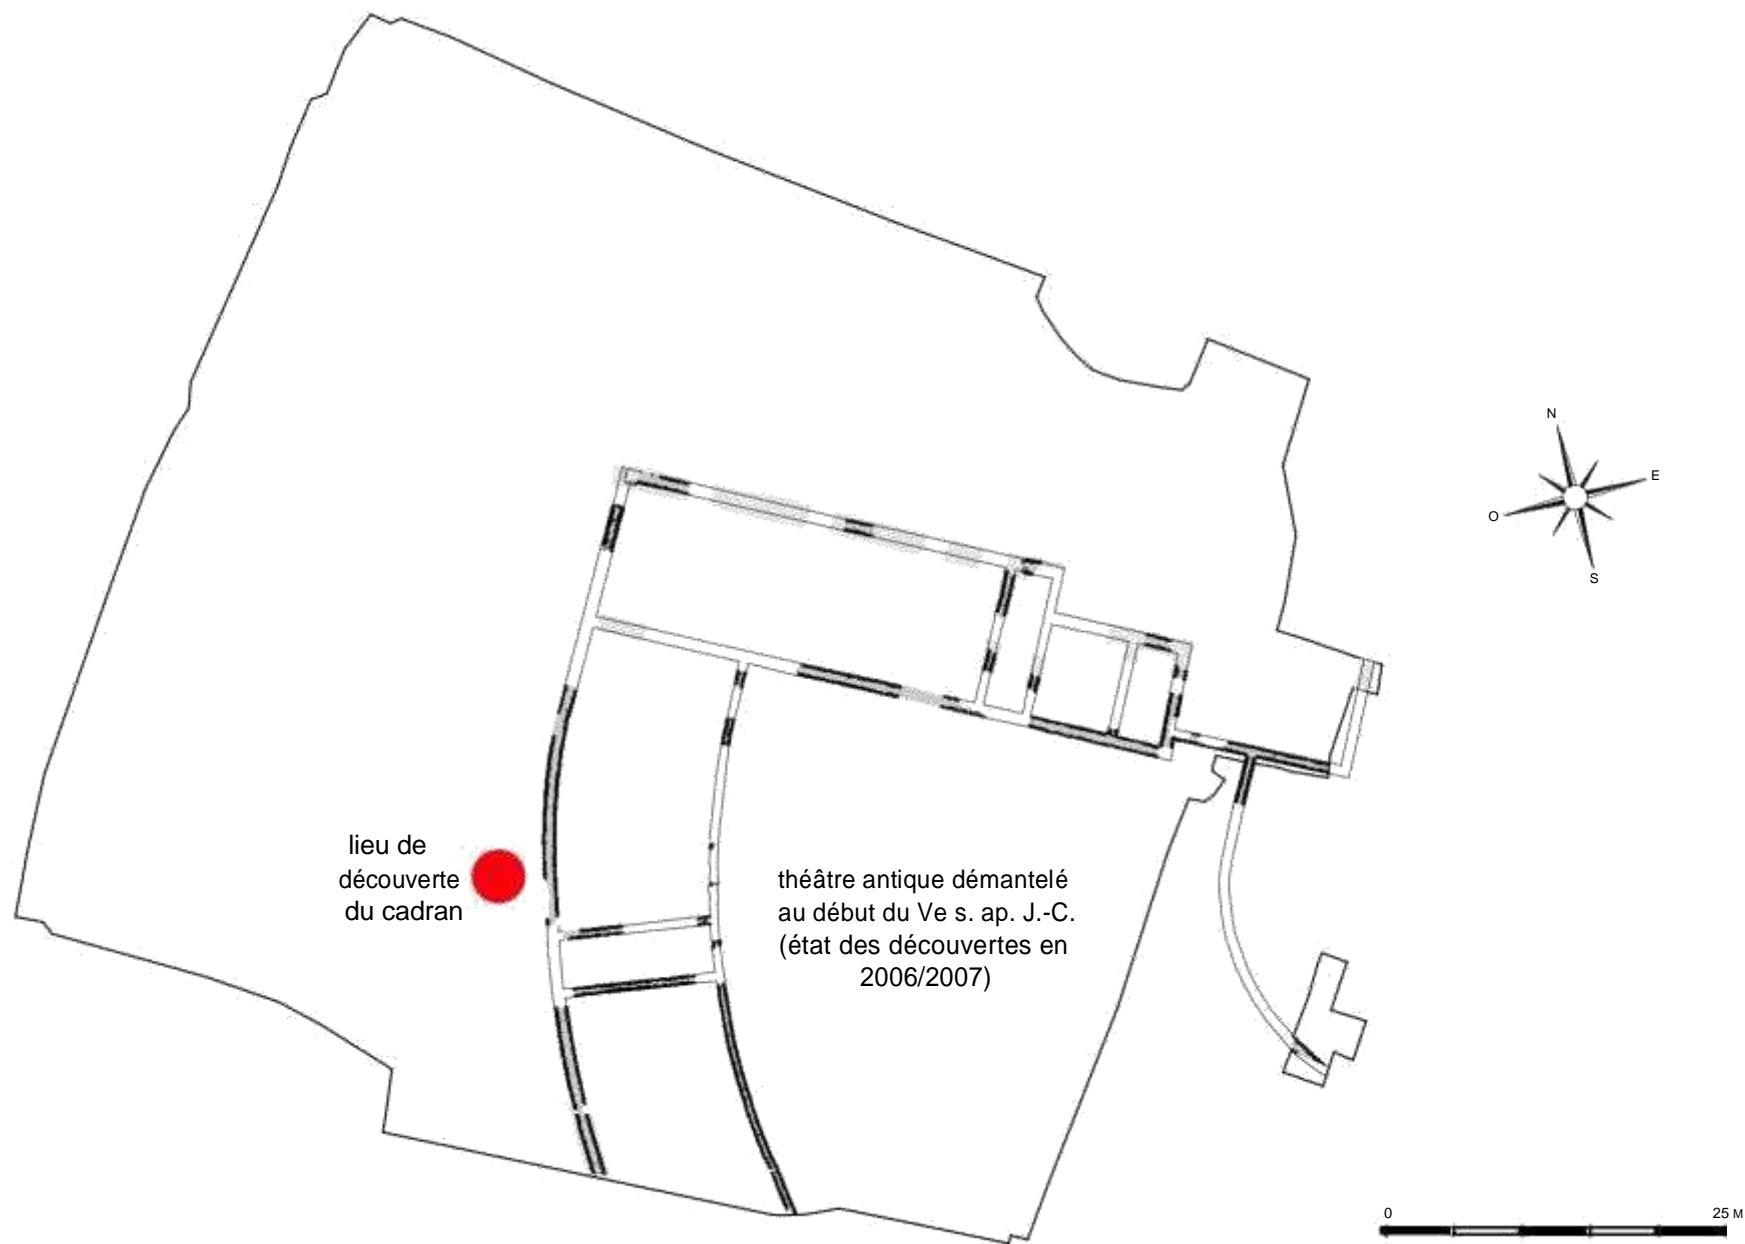 N
E
O
S
lieu de
découverte
du cadran
théâtre antique démantelé
au début du Ve s. ap. J.-C.
(état des découvertes en
2006/2007)
0 25 M